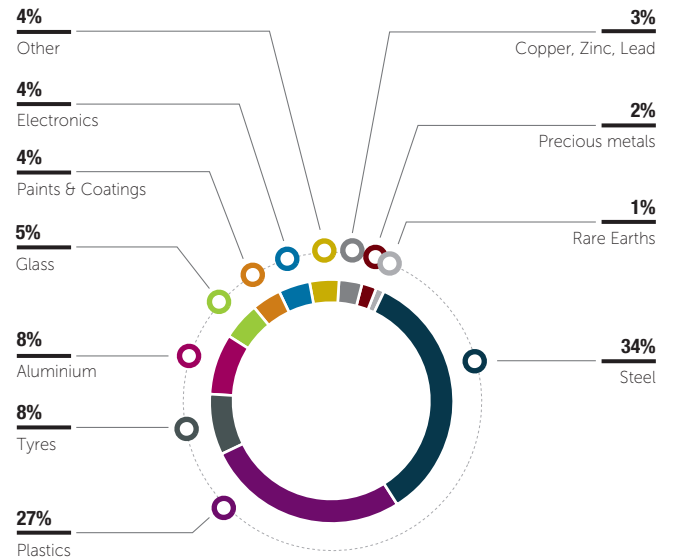 4%
Other
4%
Electronics
4%
Paints & Coatings
5%
Glass
8%
Aluminium
8%
Tyres
27%
Plastics
3%
Copper, Zinc, Lead
2%
Precious metals
1%
Rare Earths
34%
Steel